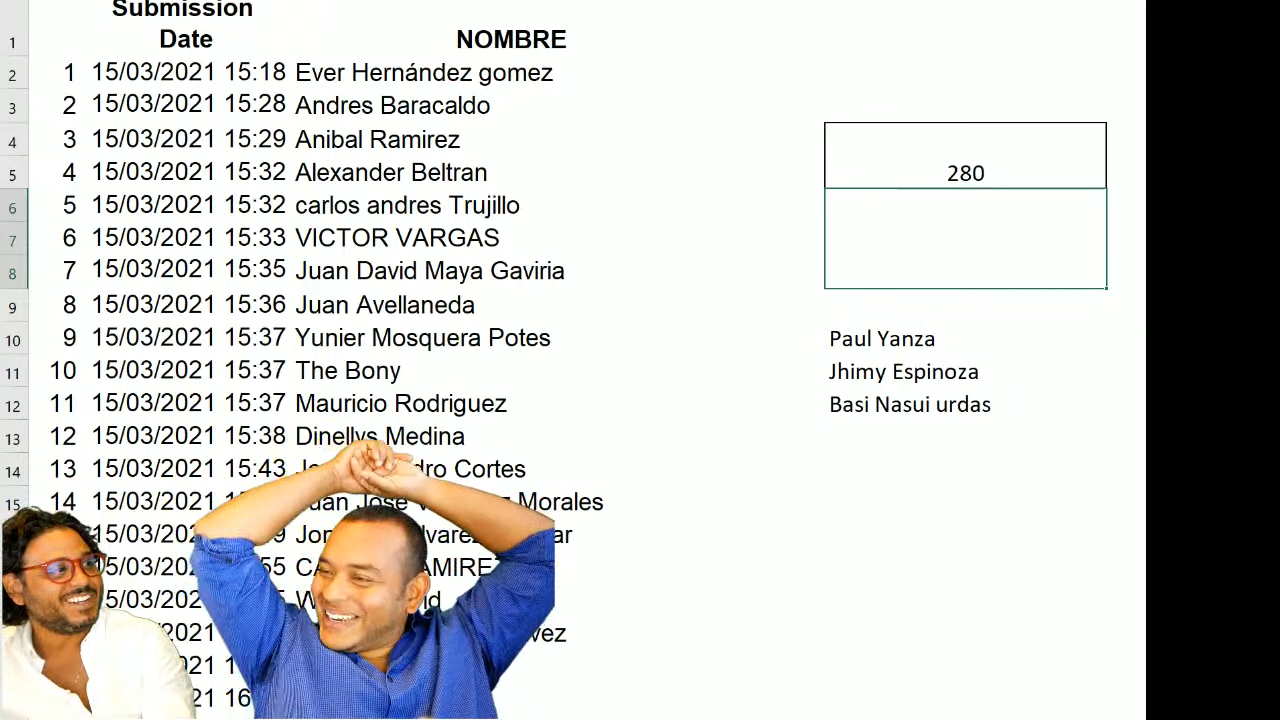 Submission
Date NOMBRE
1
2 1 15/03/2021 15:18 Ever Hernández gomez
3 2 15/03/2021 15:28 Andres Baracaldo
4 3 15/03/2021 15:29 Anibal Ramirez
5 4 15/03/2021 15:32 Alexander Beltran 280
6 5 15/03/2021 15:32 carlos andres Trujillo
7 6 15/03/2021 15:33 VICTOR VARGAS
8 7 15/03/2021 15:35 Juan David Maya Gaviria
9 8 15/03/2021 15:36 Juan Avellaneda
10 9 15/03/2021 15:37 Yunier Mosquera Potes Paul Yanza
11 10 15/03/2021 15:37 The Bony Jhimy Espinoza
12 11 15/03/2021 15:37 Mauricio Rodriguez Basi Nasui urdas
13 12 15/03/2021 15:38 Dinellys Medina
14 13 15/03/2021 15:43 Cortes
15 14 15/03/2021 Morales